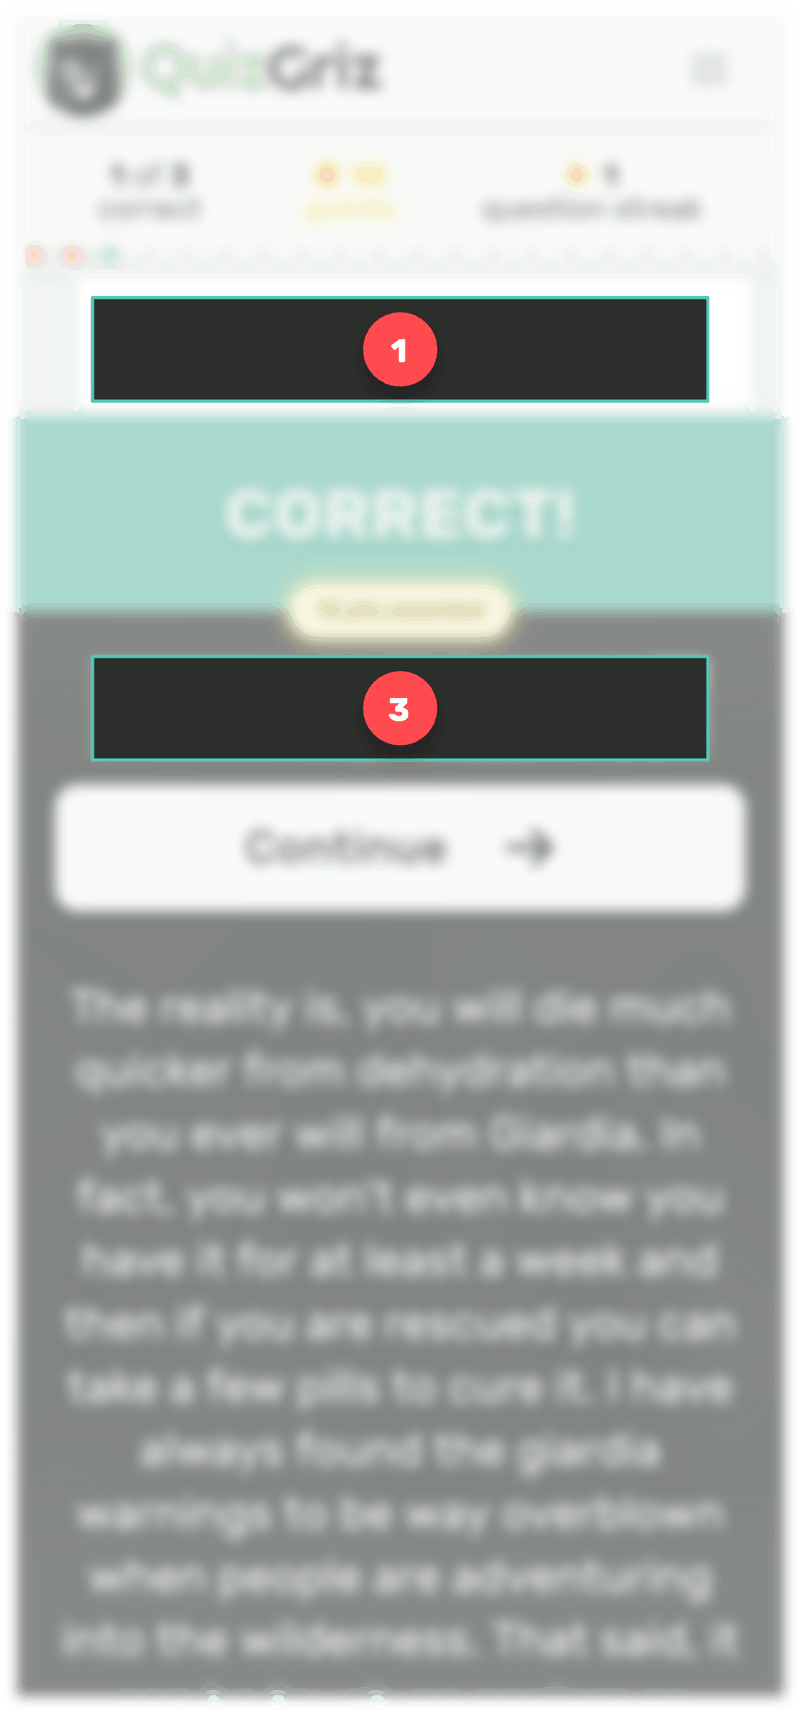 QuizGriz
1 of 3
correct
10
points
1
question streak
1
CORRECT!
3
Continue →
The reality is, you will die much
quicker from dehydration than
you ever will from Giardia. In
fact, you won't even know you
have it for at least a week and
then if you are rescued you can
take a few pills to cure it. I have
always found the giardia
warnings to be way overblown
when people are adventuring
into the wilderness. That said, it